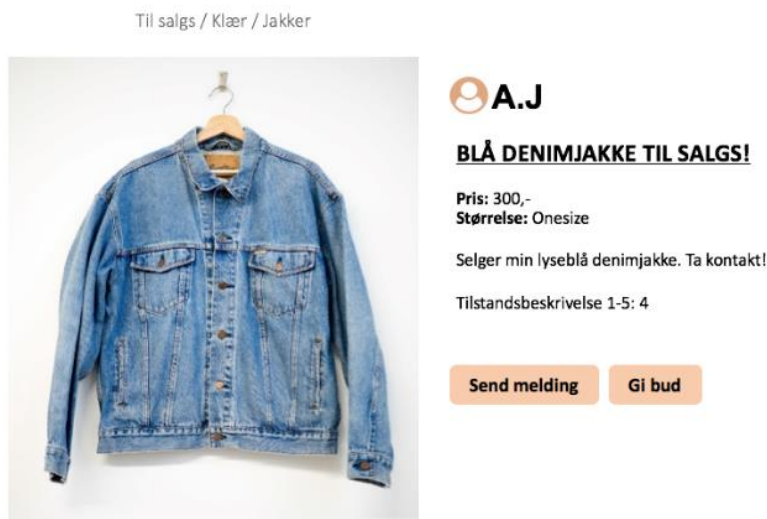 Til salgs / Klær / Jakker
A.J
BLÅ DENIMJAKKE TIL SALGS!
Pris: 300,-
Størrelse: Onesize
Selger min lyseblå denimjakke. Ta kontakt!
Tilstandsbeskrivelse 1-5: 4
Send melding
Gi bud